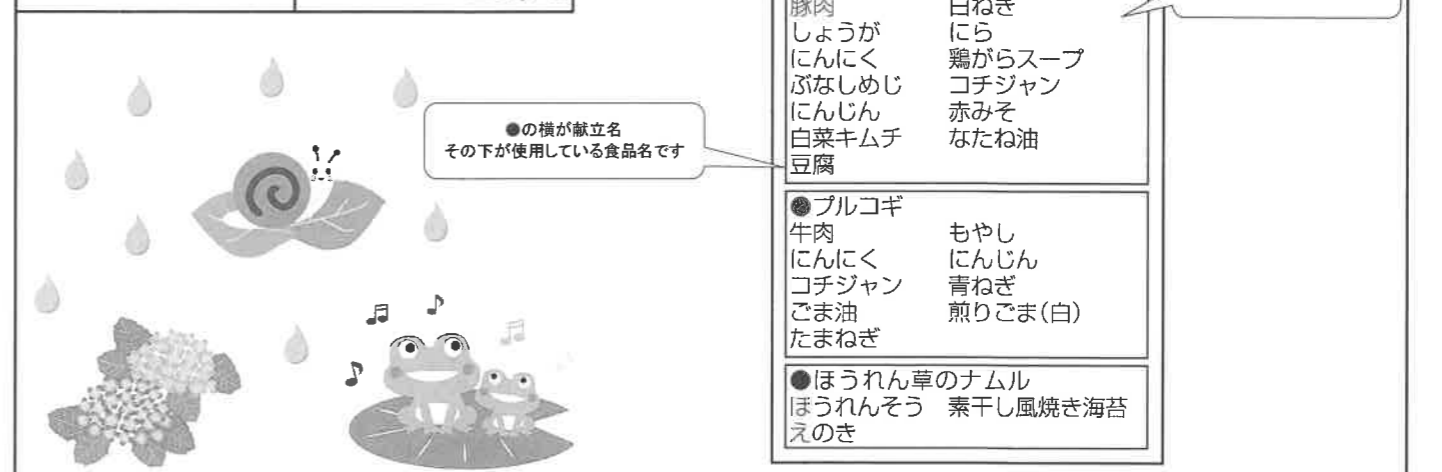 ●の横が献立名
その下が使用している食品名です
豚肉 白ねぎ
しょうが にら
にんにく 鶏がらスープ
ぶなしめじ コチジャン
にんじん 赤みそ
白菜キムチ なたね油
豆腐
●プルコギ
牛肉 もやし
にんにく にんじん
コチジャン 青ねぎ
ごま油 煎りごま(白)
たまねぎ
●ほうれん草のナムル
ほうれんそう 素干し風焼き海苔
えのき